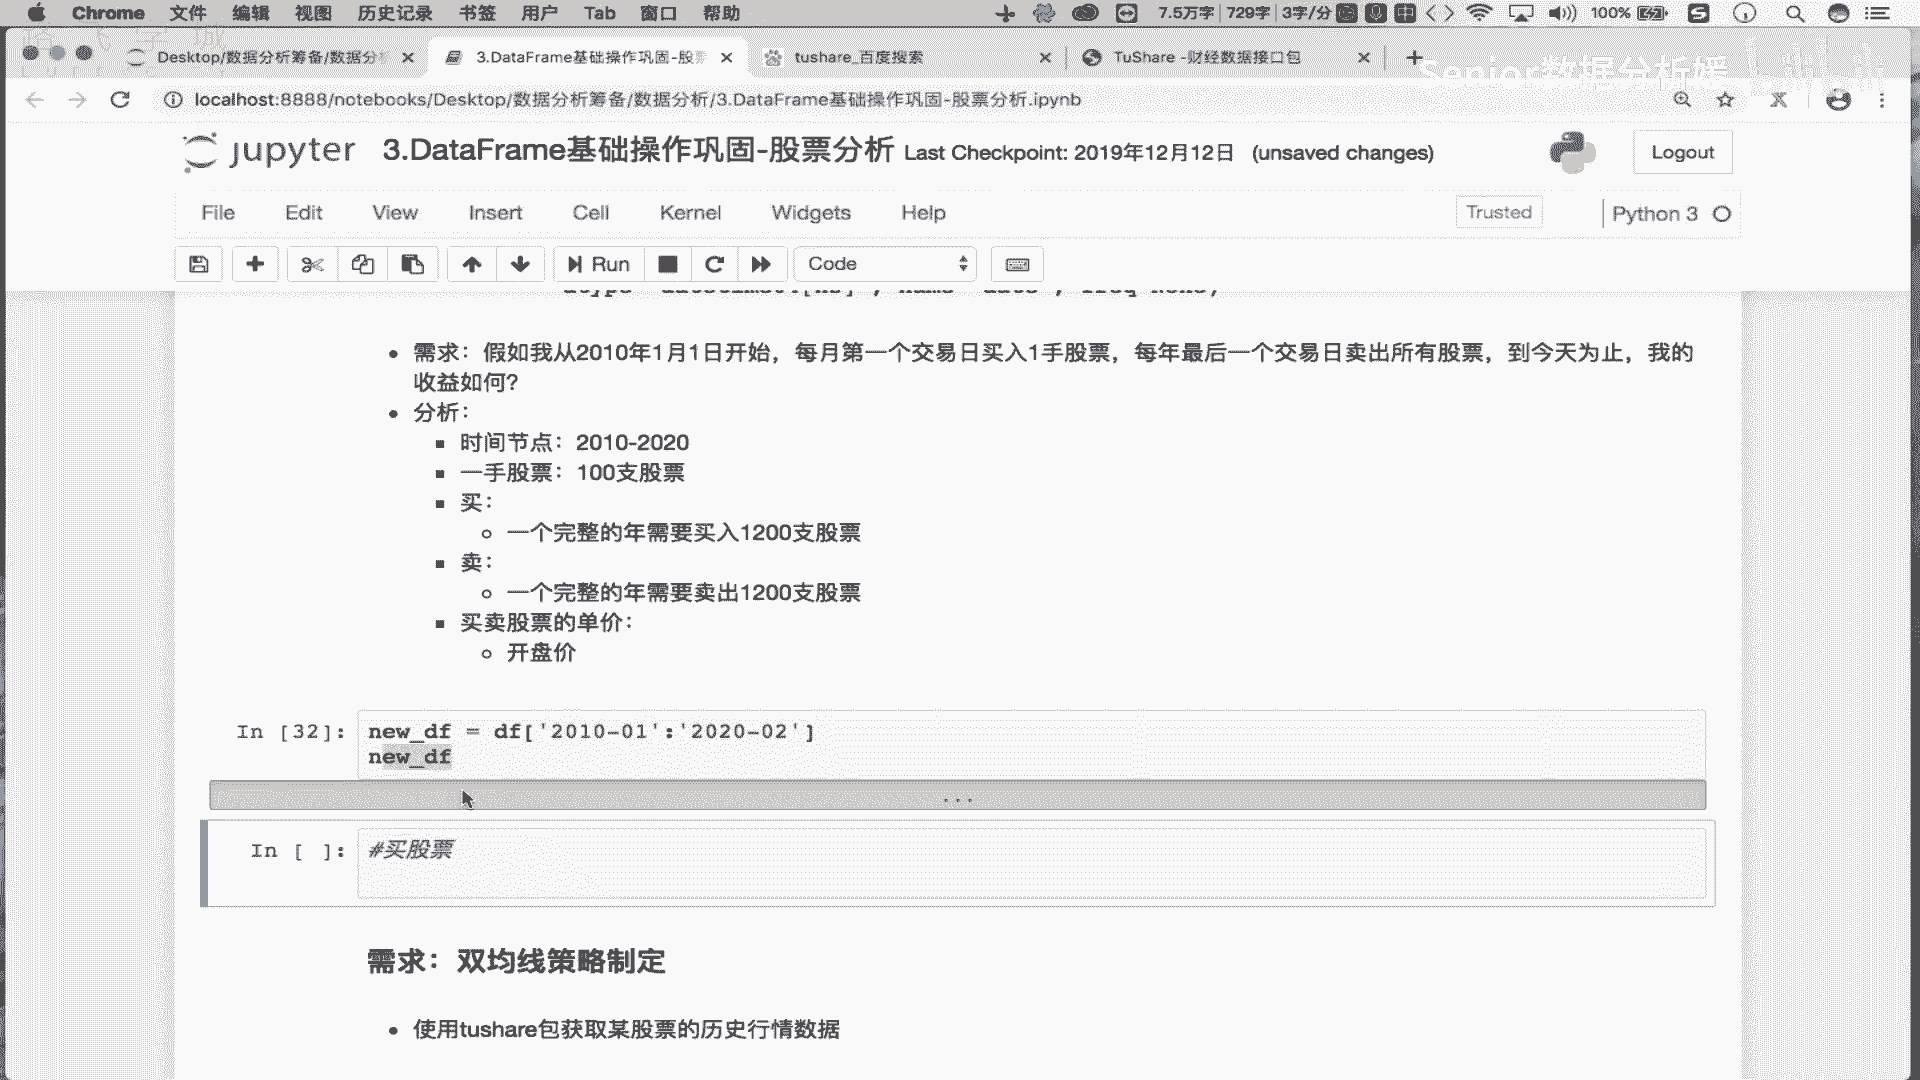 Chrome 文件 编辑 视图 历史记录 书签 用户 Tab 窗口 帮助 7.5万字 729字 3字/分 100%
Desktop/数据分析筹备/数据分析
3.DataFrame基础操作巩固-股票
tushare_百度搜索
TuShare -财经数据接口包
Senior数据分析媛
localhost:8888/notebooks/Desktop/数据分析筹备/数据分析/3.DataFrame基础操作巩固-股票分析.ipynb
jupyter 3.DataFrame基础操作巩固-股票分析 Last Checkpoint: 2019年12月12日 (unsaved changes)
Logout
File Edit View Insert Cell Kernel Widgets Help
Trusted
Python 3
Run
Code
需求：假如我从2010年1月1日开始，每月第一个交易日买入1手股票，每年最后一个交易日卖出所有股票，到今天为止，我的
收益如何？
分析：
时间节点：2010-2020
一手股票：100支股票
买：
一个完整的年需要买入1200支股票
卖：
一个完整的年需要卖出1200支股票
买卖股票的单价：
开盘价
In [32]: new_df = df['2010-01':'2020-02']
new_df
...
In [ ]: #买股票
需求：双均线策略制定
使用tushare包获取某股票的历史行情数据